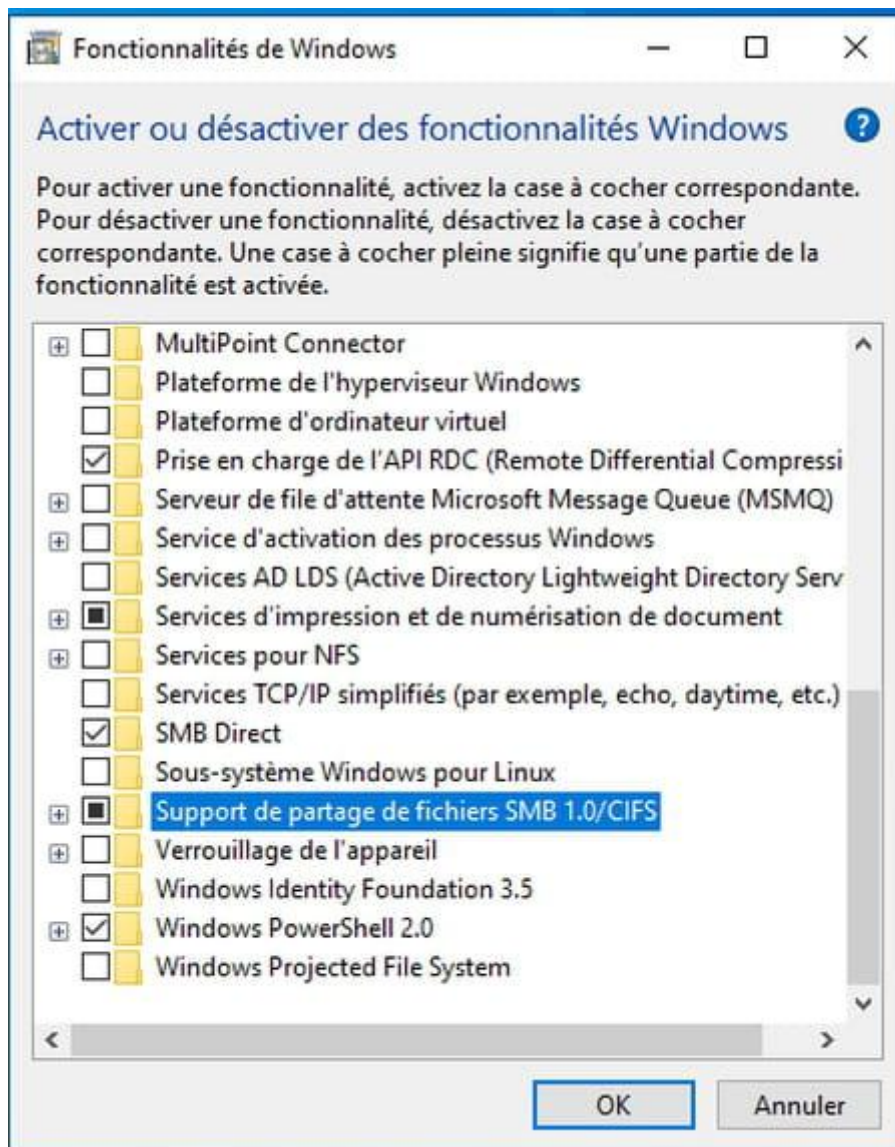 Fonctionnalités de Windows
Activer ou désactiver des fonctionnalités Windows
?
Pour activer une fonctionnalité, activez la case à cocher correspondante.
Pour désactiver une fonctionnalité, désactivez la case à cocher
correspondante. Une case à cocher pleine signifie qu'une partie de la
fonctionnalité est activée.
MultiPoint Connector
Plateforme de l'hyperviseur Windows
Plateforme d'ordinateur virtuel
Prise en charge de l'API RDC (Remote Differential Compressi
Serveur de file d'attente Microsoft Message Queue (MSMQ)
Service d'activation des processus Windows
Services AD LDS (Active Directory Lightweight Directory Serv
Services d'impression et de numérisation de document
Services pour NFS
Services TCP/IP simplifiés (par exemple, echo, daytime, etc.)
SMB Direct
Sous-système Windows pour Linux
Support de partage de fichiers SMB 1.0/CIFS
Verrouillage de l'appareil
Windows Identity Foundation 3.5
Windows PowerShell 2.0
Windows Projected File System
OK
Annuler